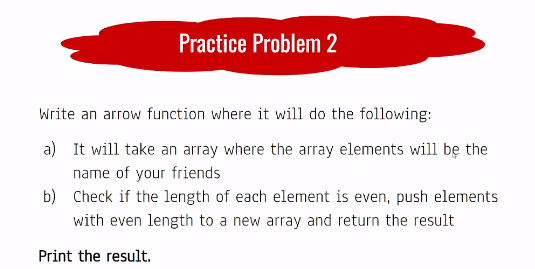 Practice Problem 2
Write an arrow function where it will do the following:
a) It will take an array where the array elements will be the
name of your friends
b) Check if the length of each element is even, push elements
with even length to a new array and return the result
Print the result.